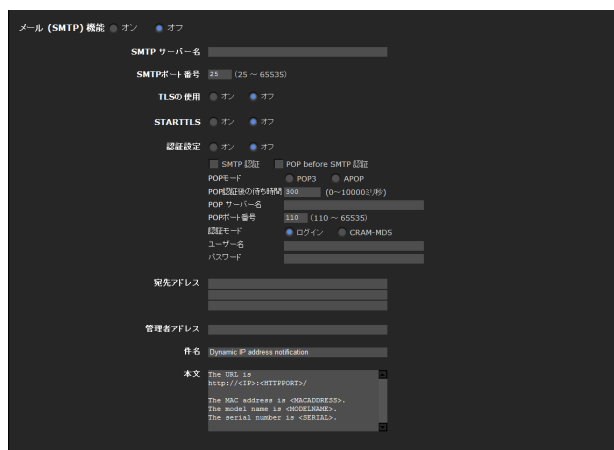 メール (SMTP) 機能 オン オフ
SMTP サーバー名
SMTPポート番号 25 (25 ~ 65535)
TLSの使用 オン オフ
STARTTLS オン オフ
認証設定 オン オフ
SMTP 認証 POP before SMTP 認証
POPモード POP3 APOP
POP認証後の待ち時間 300 (0~10000ミリ秒)
POP サーバー名
POPポート番号 110 (110 ~ 65535)
認証モード ログイン CRAM-MD5
ユーザー名
パスワード
宛先アドレス
管理者アドレス
件名 Dynamic IP address notification
本文 The URL is
http://<IP>:<HTTPPORT>/
The MAC address is <MACADDRESS>.
The model name is <MODELNAME>.
The serial number is <SERIAL>.